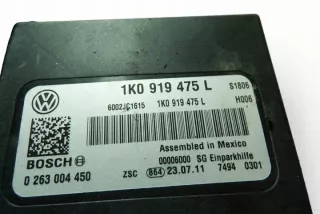 1K0 919 475 L
S1806
6002JC1615 1K0 919 475 L H006
Assembled in Mexico
BOSCH
00006000 SG Einparkhilfe
0 263 004 450 ZSC 864 23.07.11 7494 0301